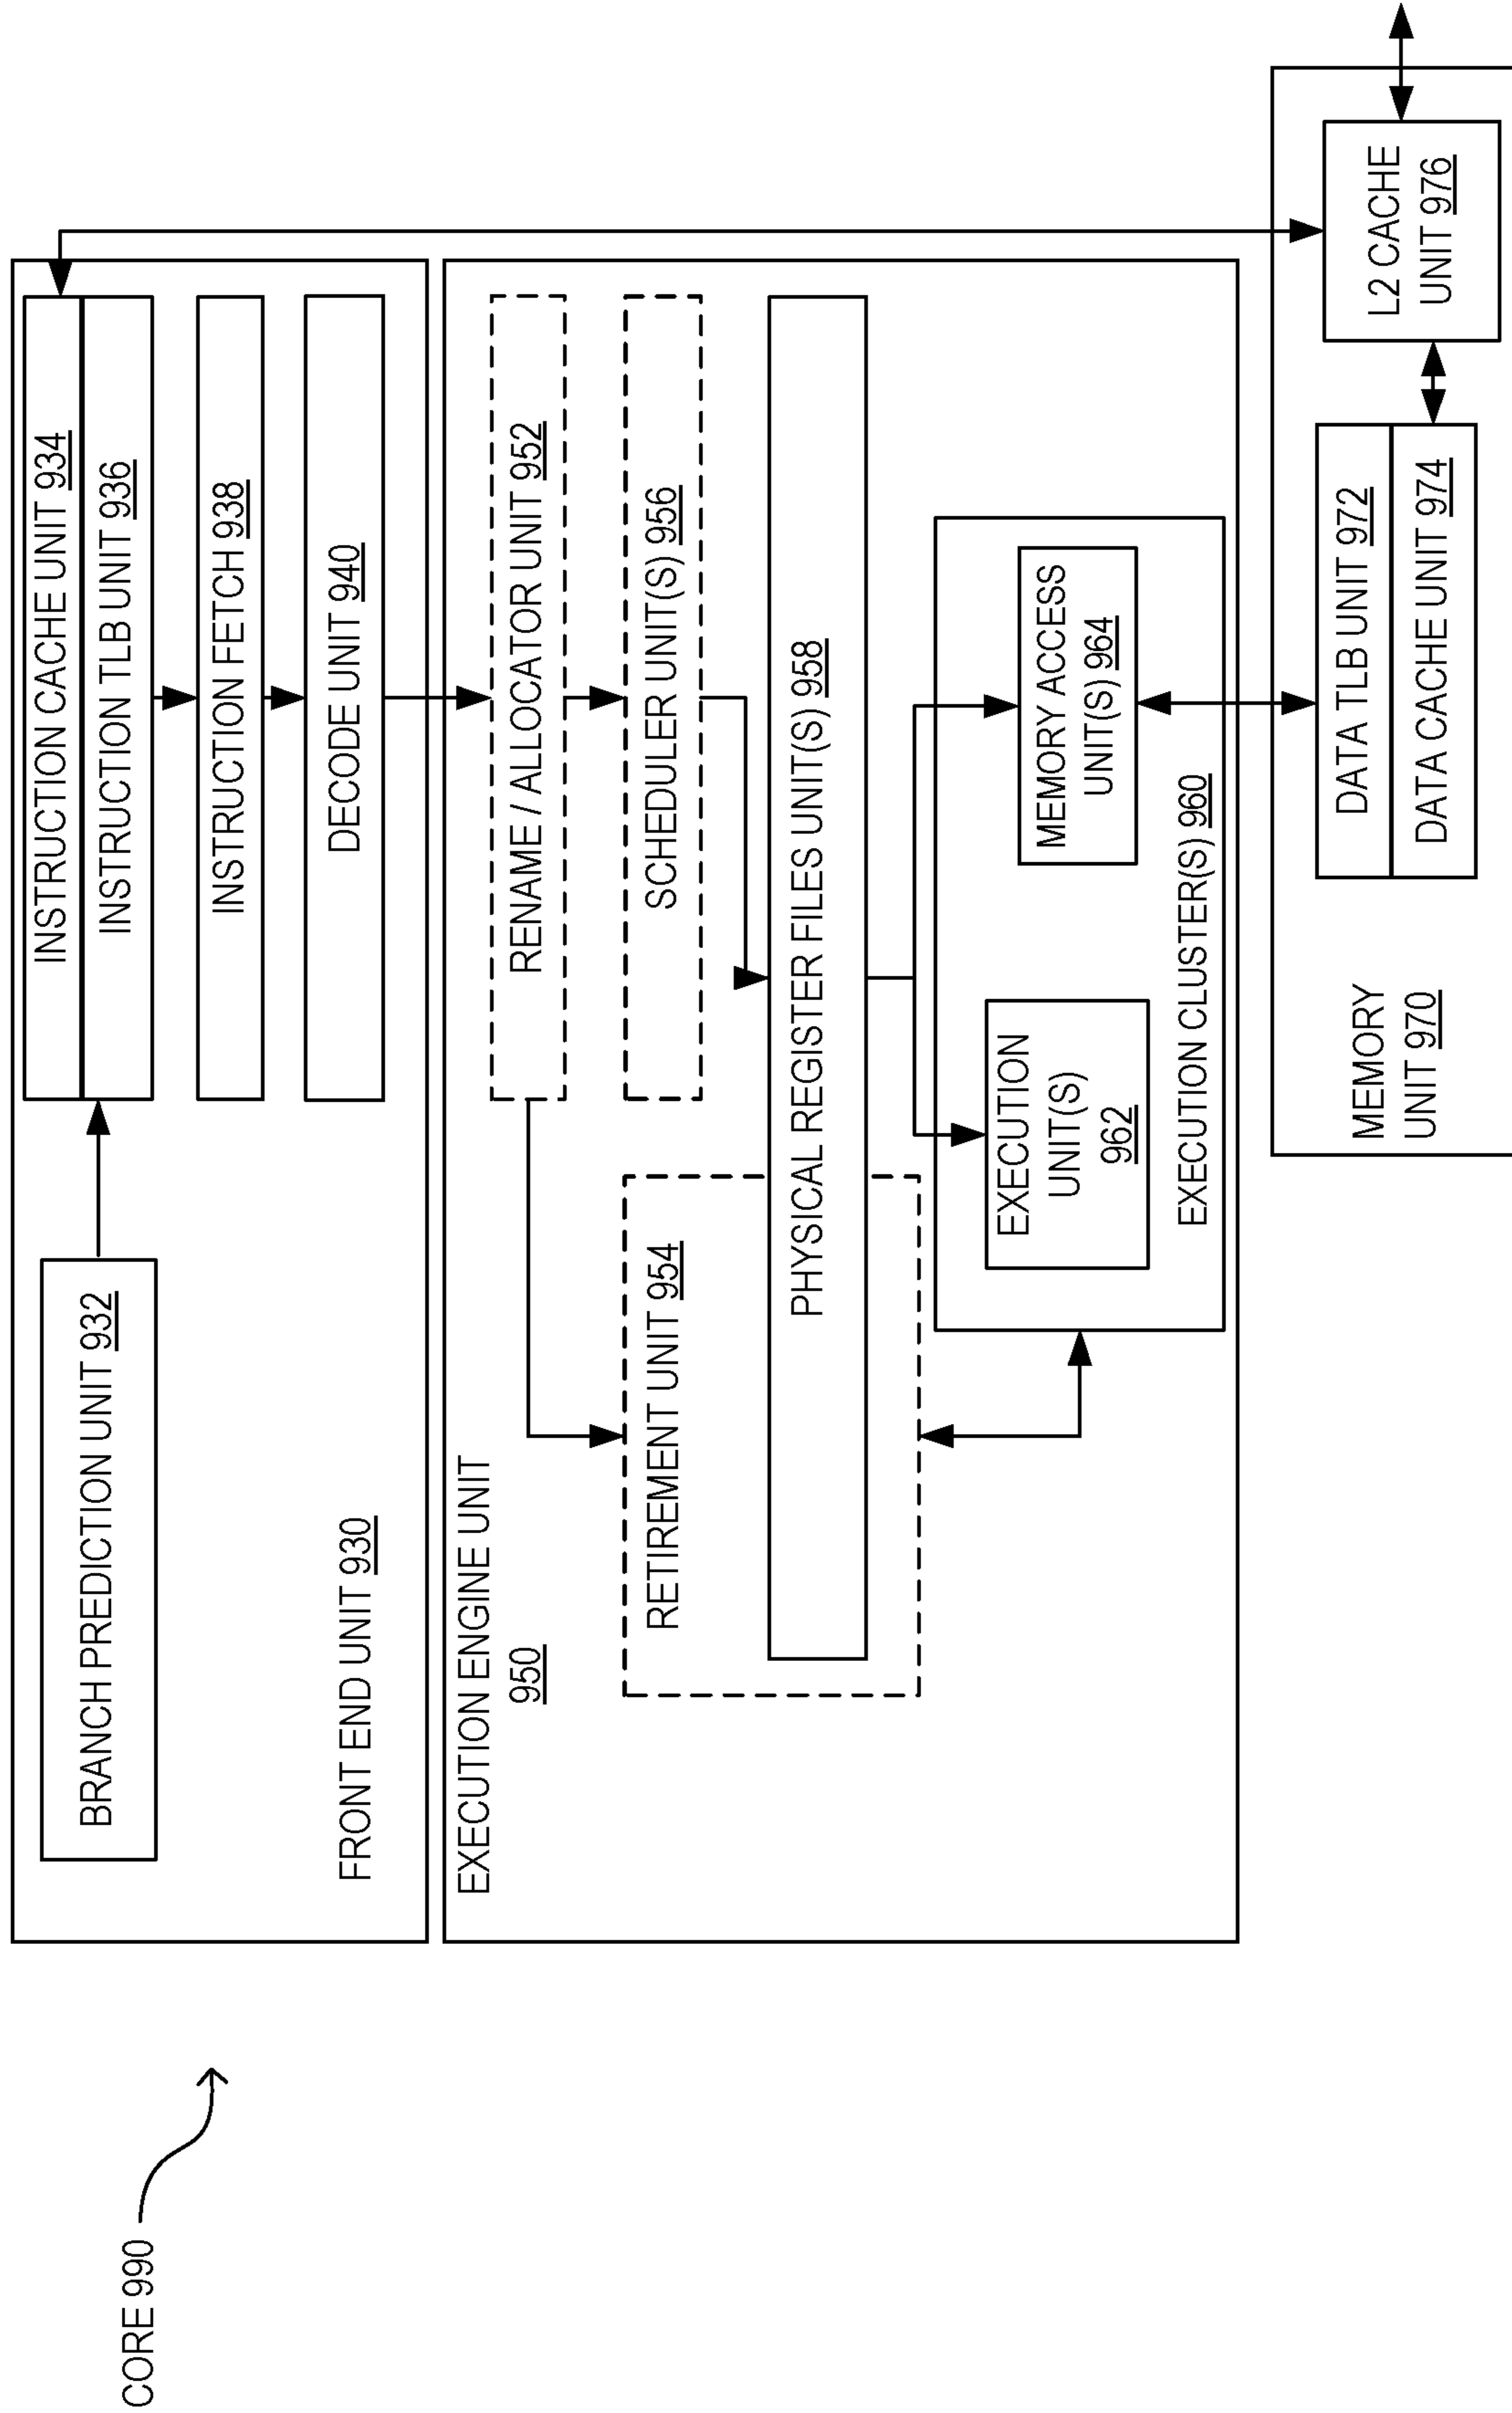 CORE 990
BRANCH PREDICTION UNIT 932
INSTRUCTION CACHE UNIT 934
INSTRUCTION TLB UNIT 936
INSTRUCTION FETCH 938
DECODE UNIT 940
FRONT END UNIT 930
EXECUTION ENGINE UNIT
950
RENAME / ALLOCATOR UNIT 952
RETIREMENT UNIT 954
SCHEDULER UNIT(S) 956
PHYSICAL REGISTER FILES UNIT(S) 958
EXECUTION
UNIT(S)
962
MEMORY ACCESS
UNIT(S) 964
EXECUTION CLUSTER(S) 960
MEMORY
UNIT 970
DATA TLB UNIT 972
DATA CACHE UNIT 974
L2 CACHE
UNIT 976